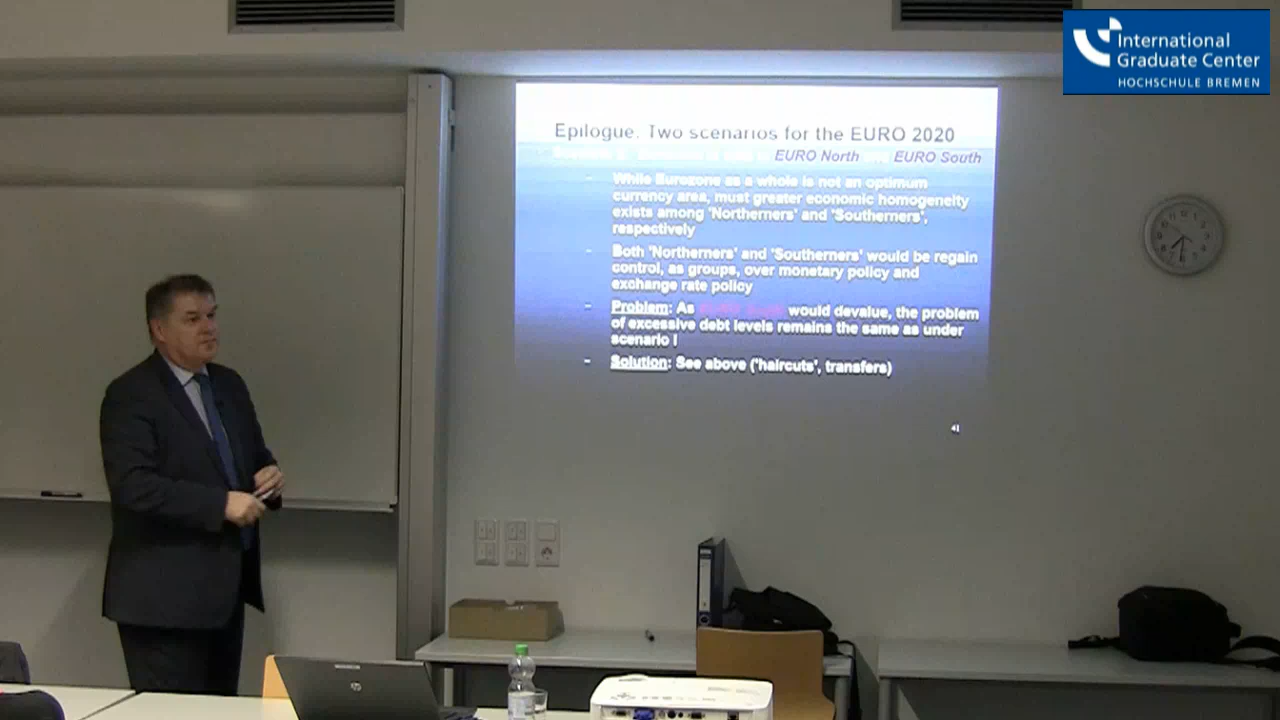 International
Graduate Center
HOCHSCHULE BREMEN
Epilogue. Two scenarios for the EURO 2020
EURO North EURO South
- While Eurozone as a whole is not an optimum
currency area, must greater economic homogeneity
exists among 'Northerners' and 'Southerners',
respectively
- Both 'Northerners' and 'Southerners' would be regain
control, as groups, over monetary policy and
exchange rate policy
- Problem: As would devalue, the problem
of excessive debt levels remains the same as under
scenario I
- Solution: See above ('haircuts', transfers)
41
hp